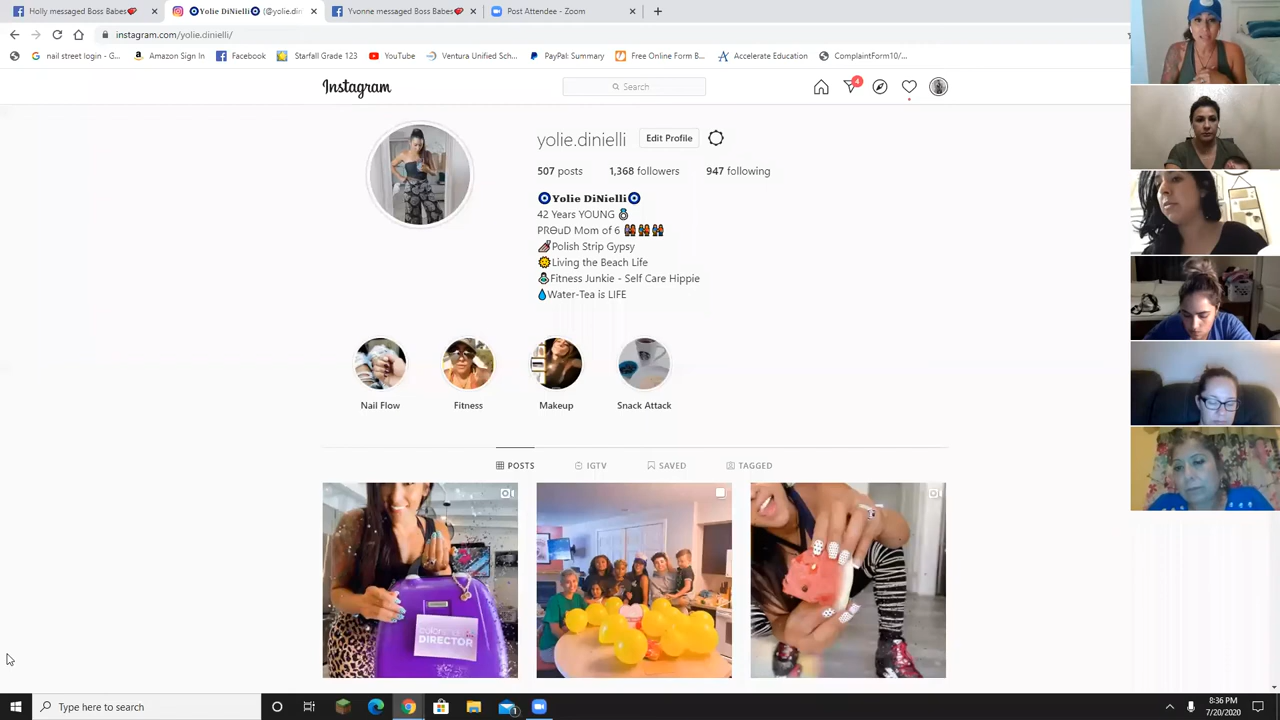 Holly messaged Boss Babes
Yolie DiNielli (@yolie.din
Yvonne messaged Boss Babes
Post Attendee - Zoom
instagram.com/yolie.dinielli/
nail street login - G...
Amazon Sign In
Facebook
Starfall Grade 123
YouTube
Ventura Unified Sch...
PayPal: Summary
Free Online Form B...
Accelerate Education
ComplaintForm10/...
Instagram
Search
4
yolie.dinielli
Edit Profile
507 posts
1,368 followers
947 following
Yolie DiNielli
42 Years YOUNG
PRƟuD Mom of 6
Polish Strip Gypsy
Living the Beach Life
Fitness Junkie - Self Care Hippie
Water-Tea is LIFE
Nail Flow
Fitness
Makeup
Snack Attack
POSTS
IGTV
SAVED
TAGGED
DIRECTOR
Type here to search
1
8:36 PM
7/20/2020